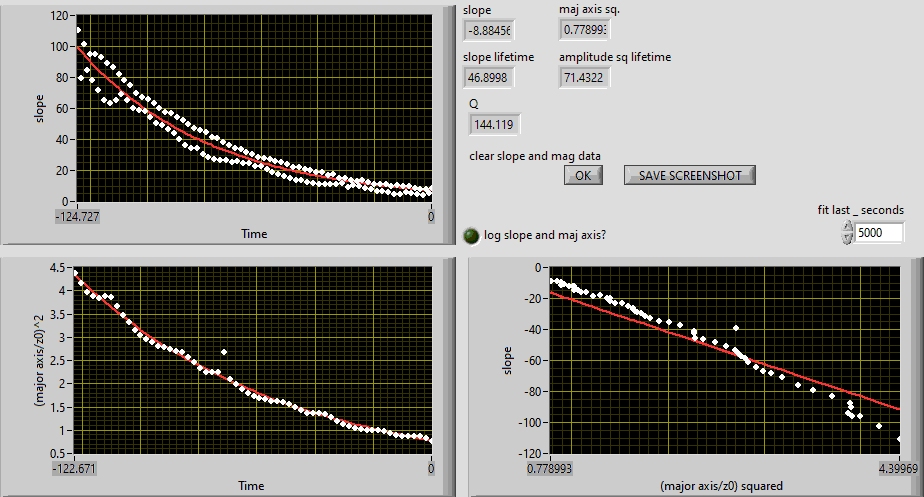 120
100
80
60
40
20
0
slope
-124.727
0
Time
slope
maj axis sq.
-8.88456
0.778993
slope lifetime
amplitude sq lifetime
46.8998
71.4322
Q
144.119
clear slope and mag data
OK
SAVE SCREENSHOT
fit last _ seconds
log slope and maj axis?
5000
4.5
4
3.5
3
2.5
2
1.5
1
0.5
(major axis/z0)^2
-122.671
0
Time
0
-20
-40
-60
-80
-100
-120
slope
0.778993
4.39969
(major axis/z0) squared